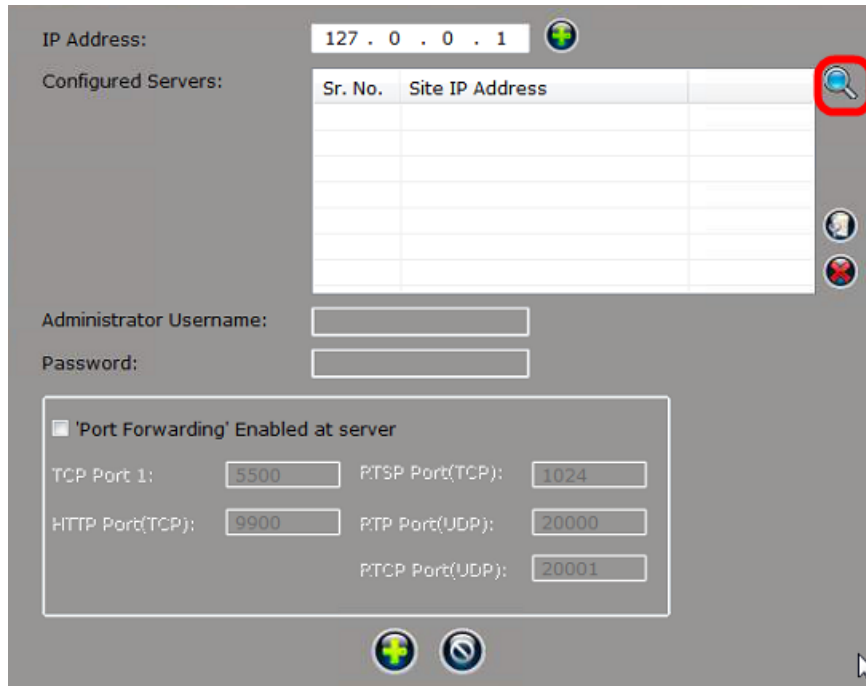 IP Address:
127 . 0 . 0 . 1
Configured Servers:
Sr. No. Site IP Address
Administrator Username:
Password:
'Port Forwarding' Enabled at server
TCP Port 1: 5500 RTSP Port(TCP): 1024
HTTP Port(TCP): 9900 RTP Port(UDP): 20000
RTCP Port(UDP): 20001